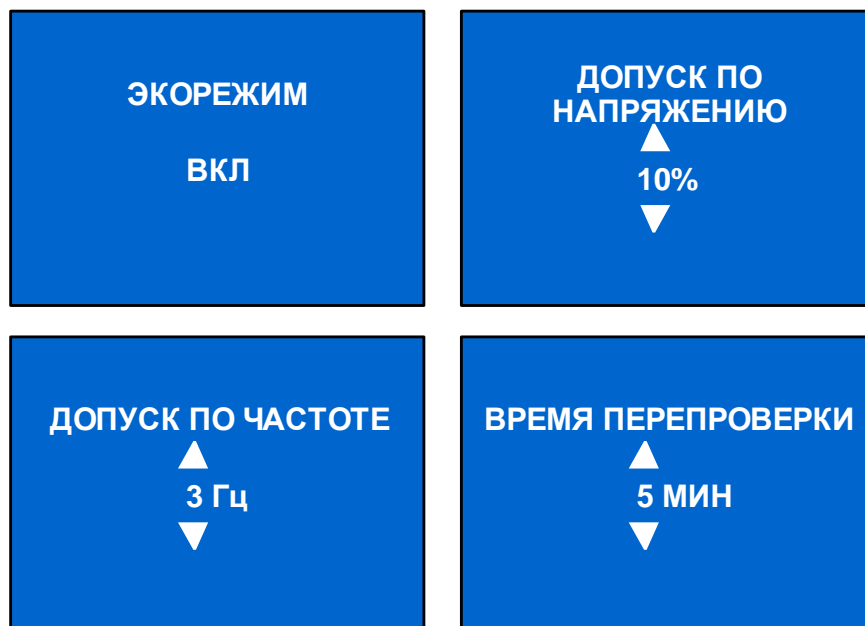 ЭКОРЕЖИМ
ВКЛ
ДОПУСК ПО
НАПРЯЖЕНИЮ
10%
ДОПУСК ПО ЧАСТОТЕ
3 Гц
ВРЕМЯ ПЕРЕПРОВЕРКИ
5 МИН